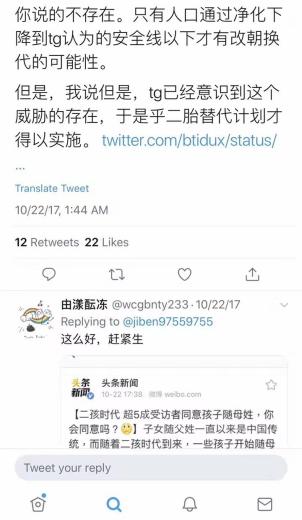 你说的不存在。只有人口通过净化下
降到tg认为的安全线以下才有改朝换
代的可能性。
但是，我说但是，tg已经意识到这个
威胁的存在，于是乎二胎替代计划才
得以实施。 twitter.com/btidux/status/
...
Translate Tweet
10/22/17, 1:44 AM
12 Retweets 22 Likes
由漾酝冻 @wcgbnty233 · 10/22/17
Replying to @jiben97559755
这么好，赶紧生
头条
新闻
头条新闻
10-22 17:38 微博 weibo.com
【二孩时代 超5成受访者同意孩子随母姓，你
会同意吗？🤔】子女随父姓一直以来是中国传
统，而随着二孩时代到来，一些孩子开始随母
Tweet your reply